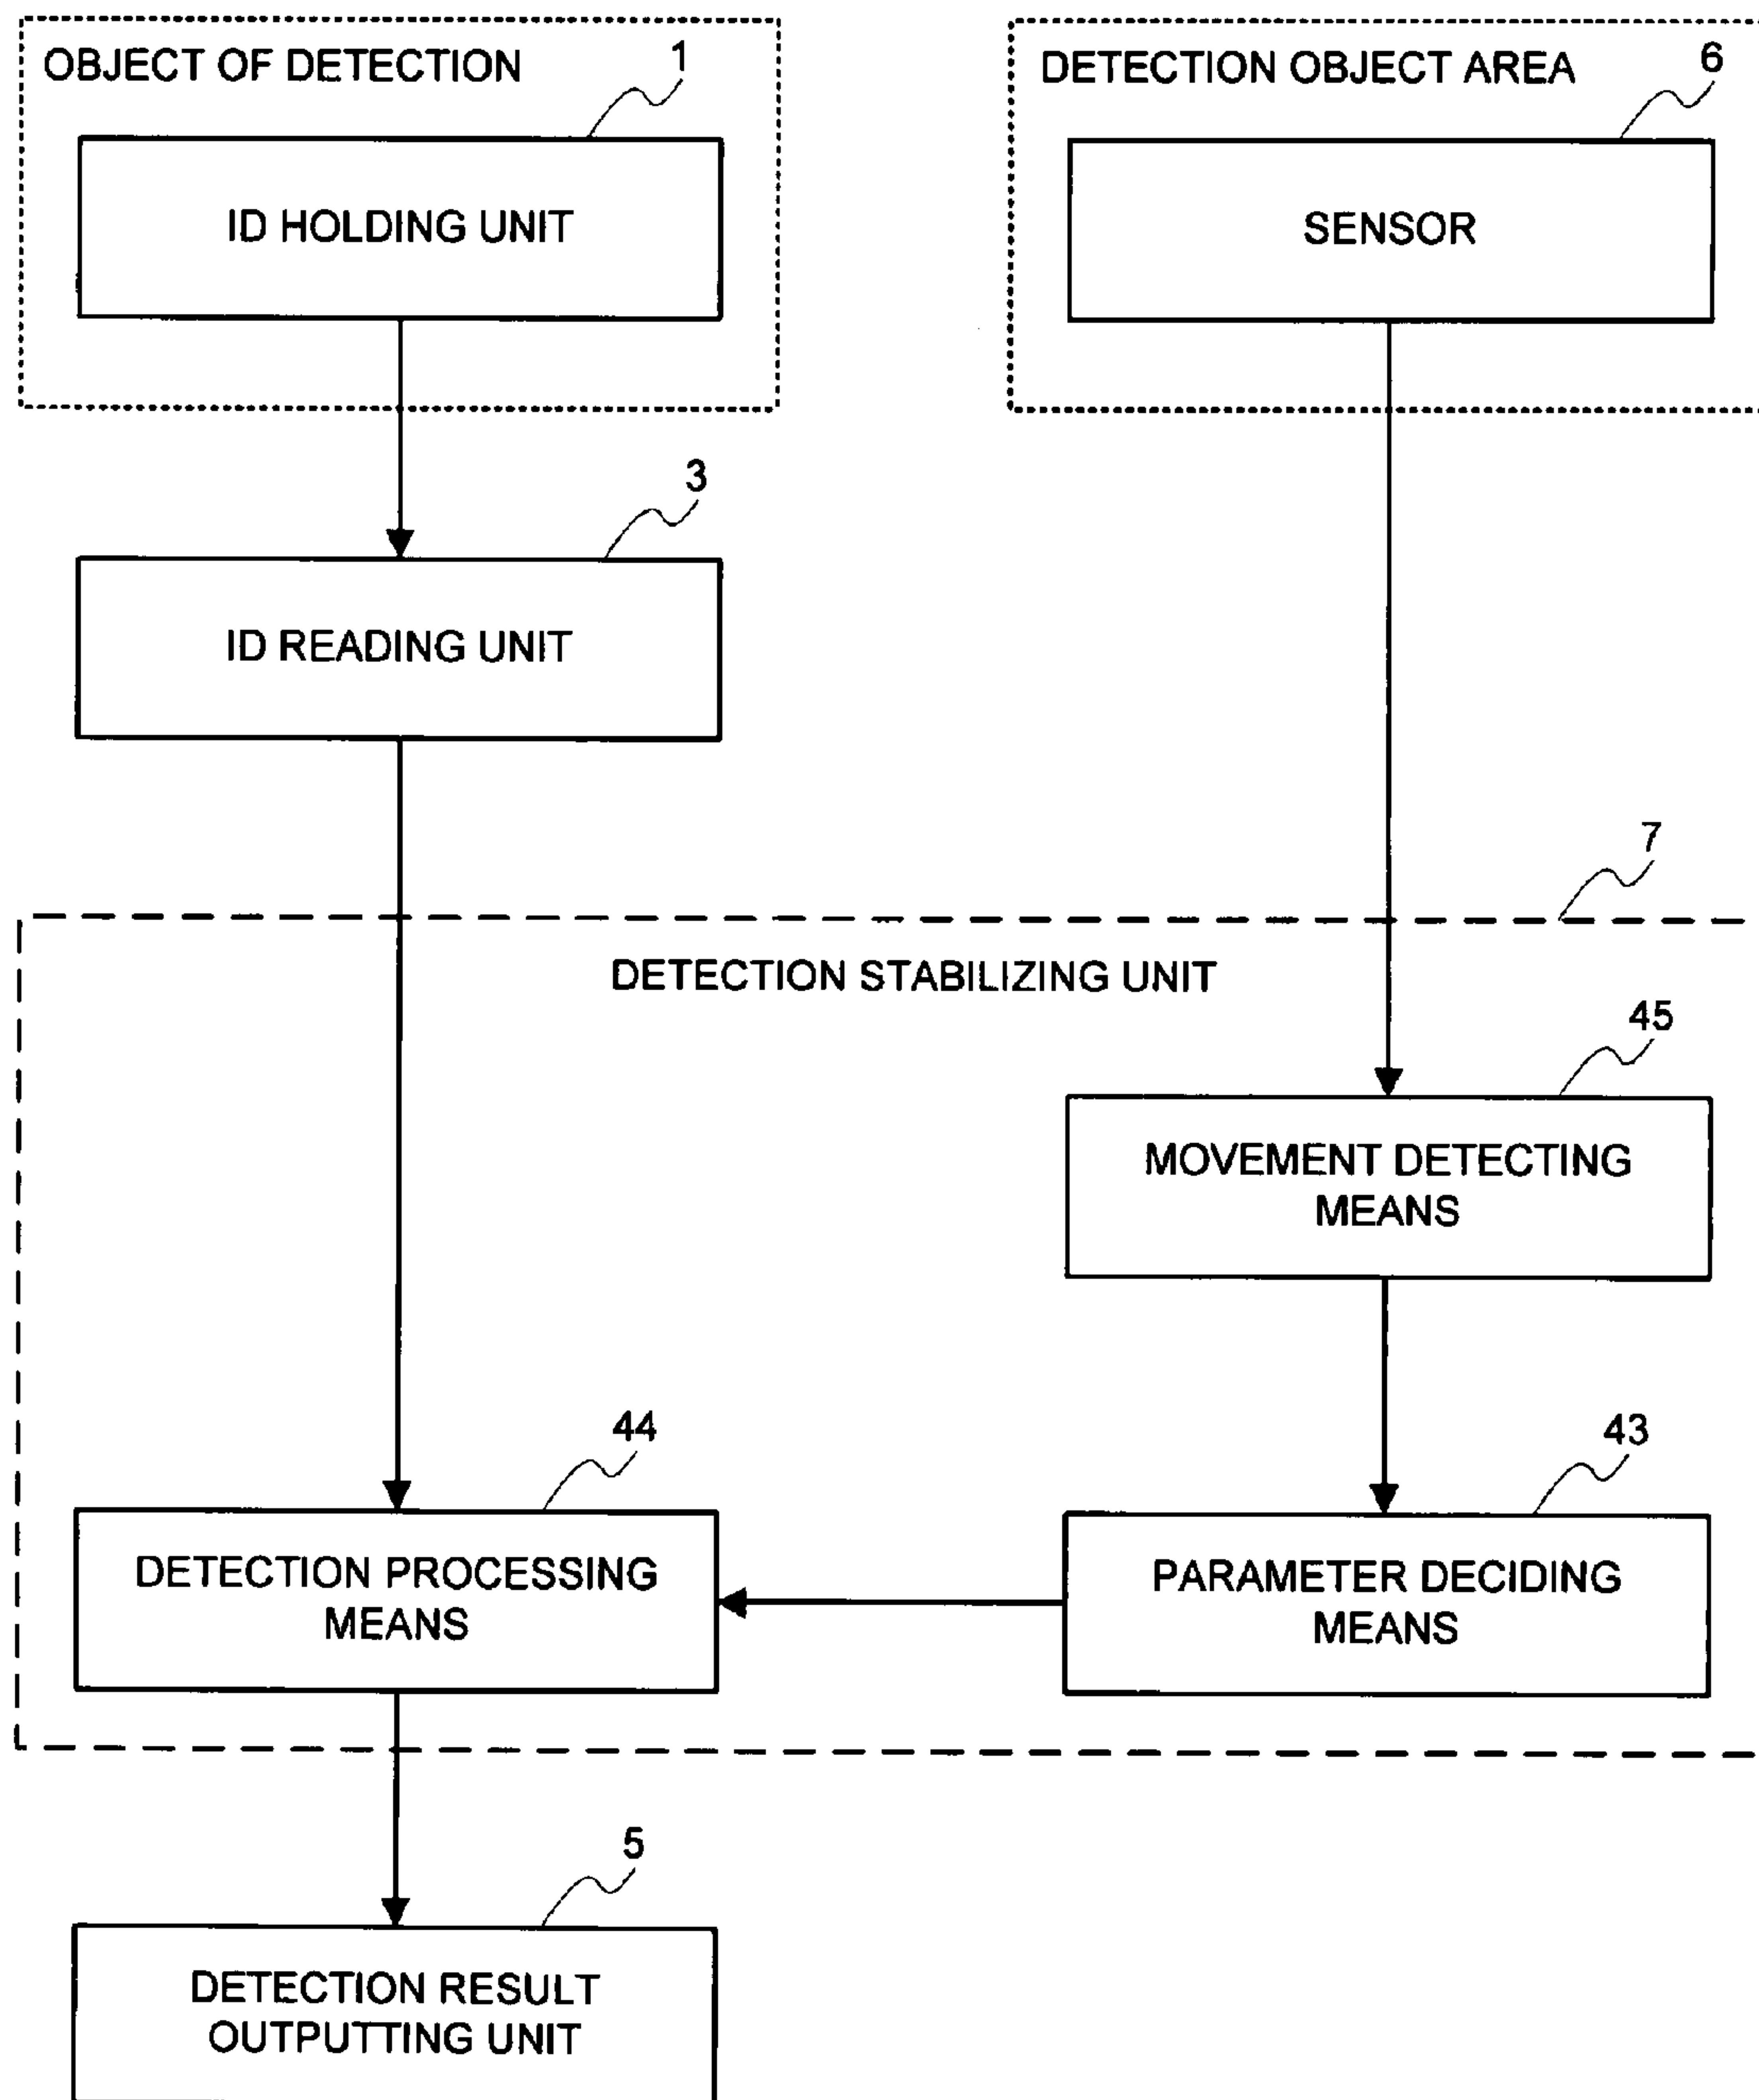 OBJECT OF DETECTION
1
ID HOLDING UNIT
DETECTION OBJECT AREA
6
SENSOR
3
ID READING UNIT
7
DETECTION STABILIZING UNIT
45
MOVEMENT DETECTING
MEANS
44
DETECTION PROCESSING
MEANS
43
PARAMETER DECIDING
MEANS
5
DETECTION RESULT
OUTPUTTING UNIT